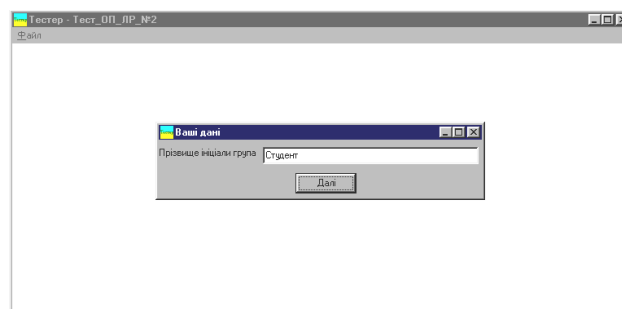 Тестер - Тест_ОП_ЛР_№2
Файл
Ваші дані
Прізвище ініціали група
Студент
Далі